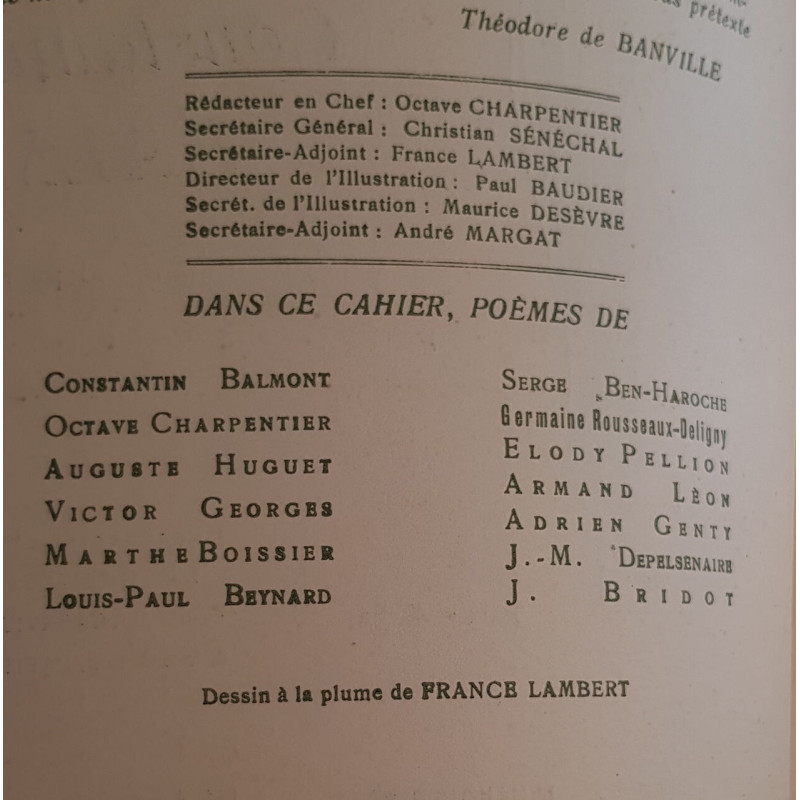 prétexte
Théodore de BANVILLE
Rédacteur en Chef : Octave CHARPENTIER
Secrétaire Général : Christian SÉNÉCHAL
Secrétaire-Adjoint : France LAMBERT
Directeur de l'Illustration : Paul BAUDIER
Secrét. de l'Illustration : Maurice DESÈVRE
Secrétaire-Adjoint : André MARGAT
DANS CE CAHIER, POÈMES DE
CONSTANTIN BALMONT
OCTAVE CHARPENTIER
AUGUSTE HUGUET
VICTOR GEORGES
MARTHE BOISSIER
LOUIS-PAUL BEYNARD
SERGE BEN-HAROCHE
Germaine Rousseaux-Deligny
ELODY PELLION
ARMAND LÈON
ADRIEN GENTY
J.-M. DEPELSENAIRE
J. BRIDOT
Dessin à la plume de FRANCE LAMBERT